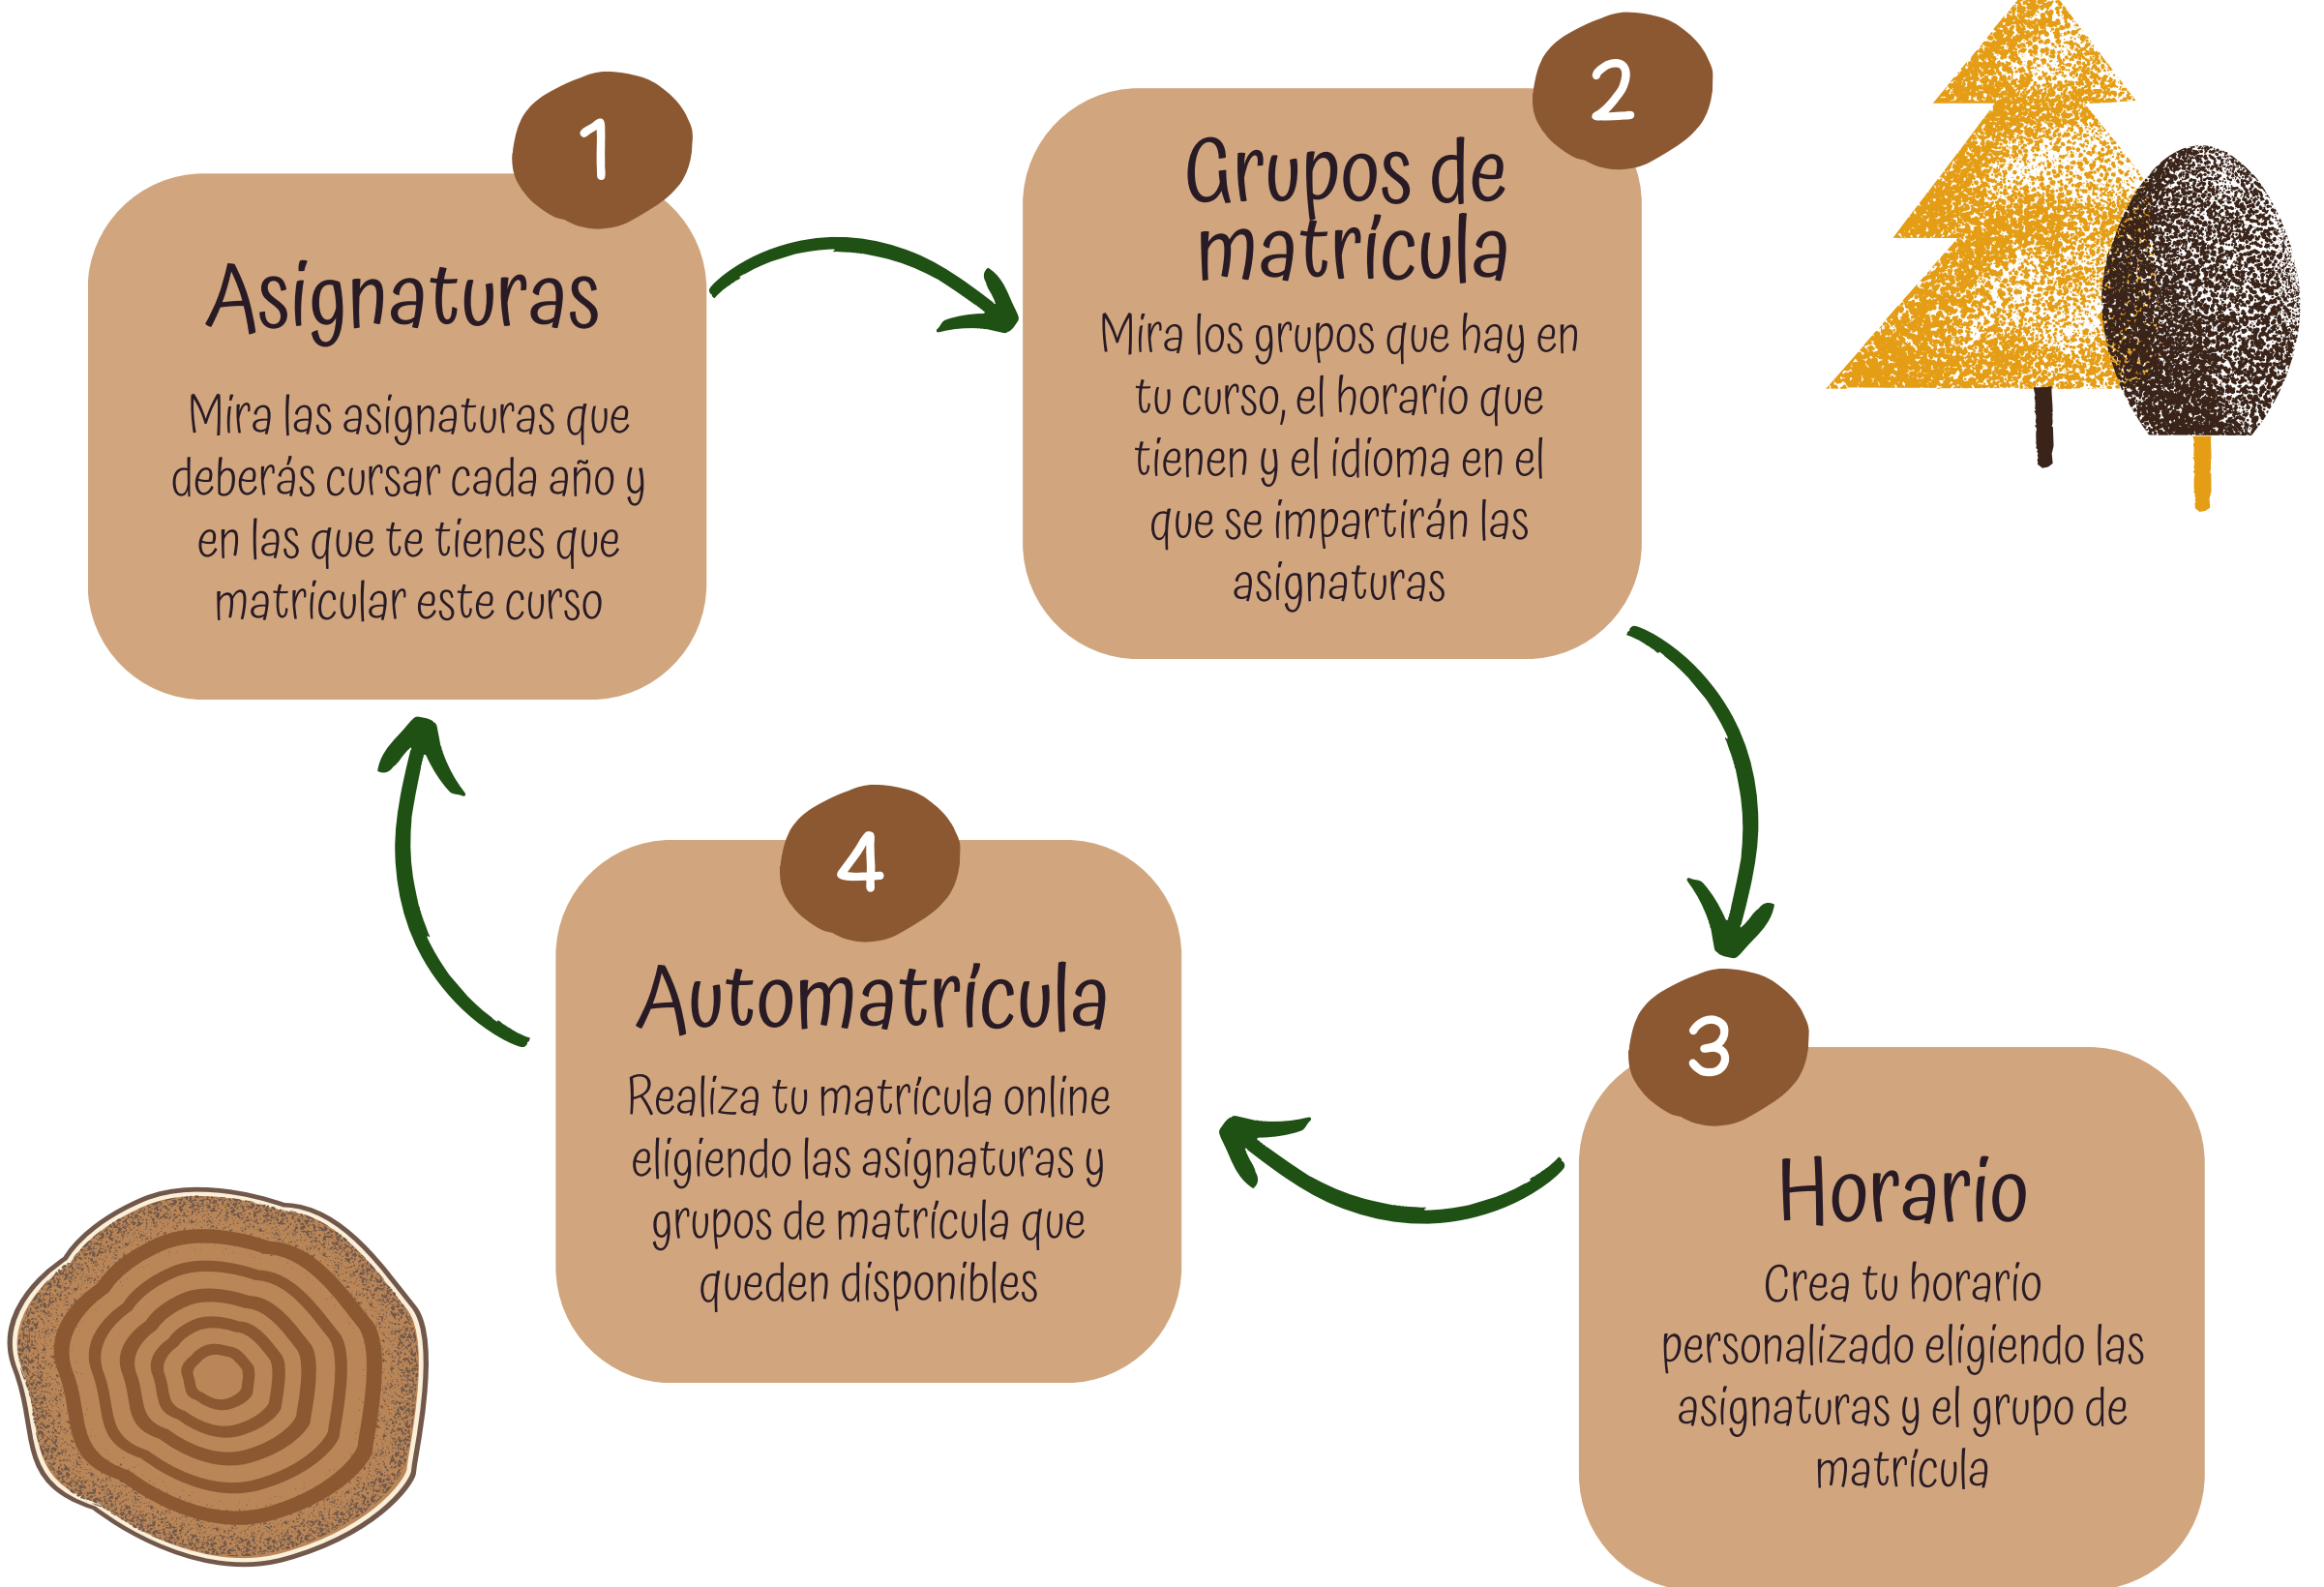 1
Asignaturas
Mira las asignaturas que
deberás cursar cada año y
en las que te tienes que
matricular este curso
2
Grupos de
matrícula
Mira los grupos que hay en
tu curso, el horario que
tienen y el idioma en el
que se impartirán las
asignaturas
3
Horario
Crea tu horario
personalizado eligiendo las
asignaturas y el grupo de
matrícula
4
Automatrícula
Realiza tu matrícula online
eligiendo las asignaturas y
grupos de matrícula que
queden disponibles